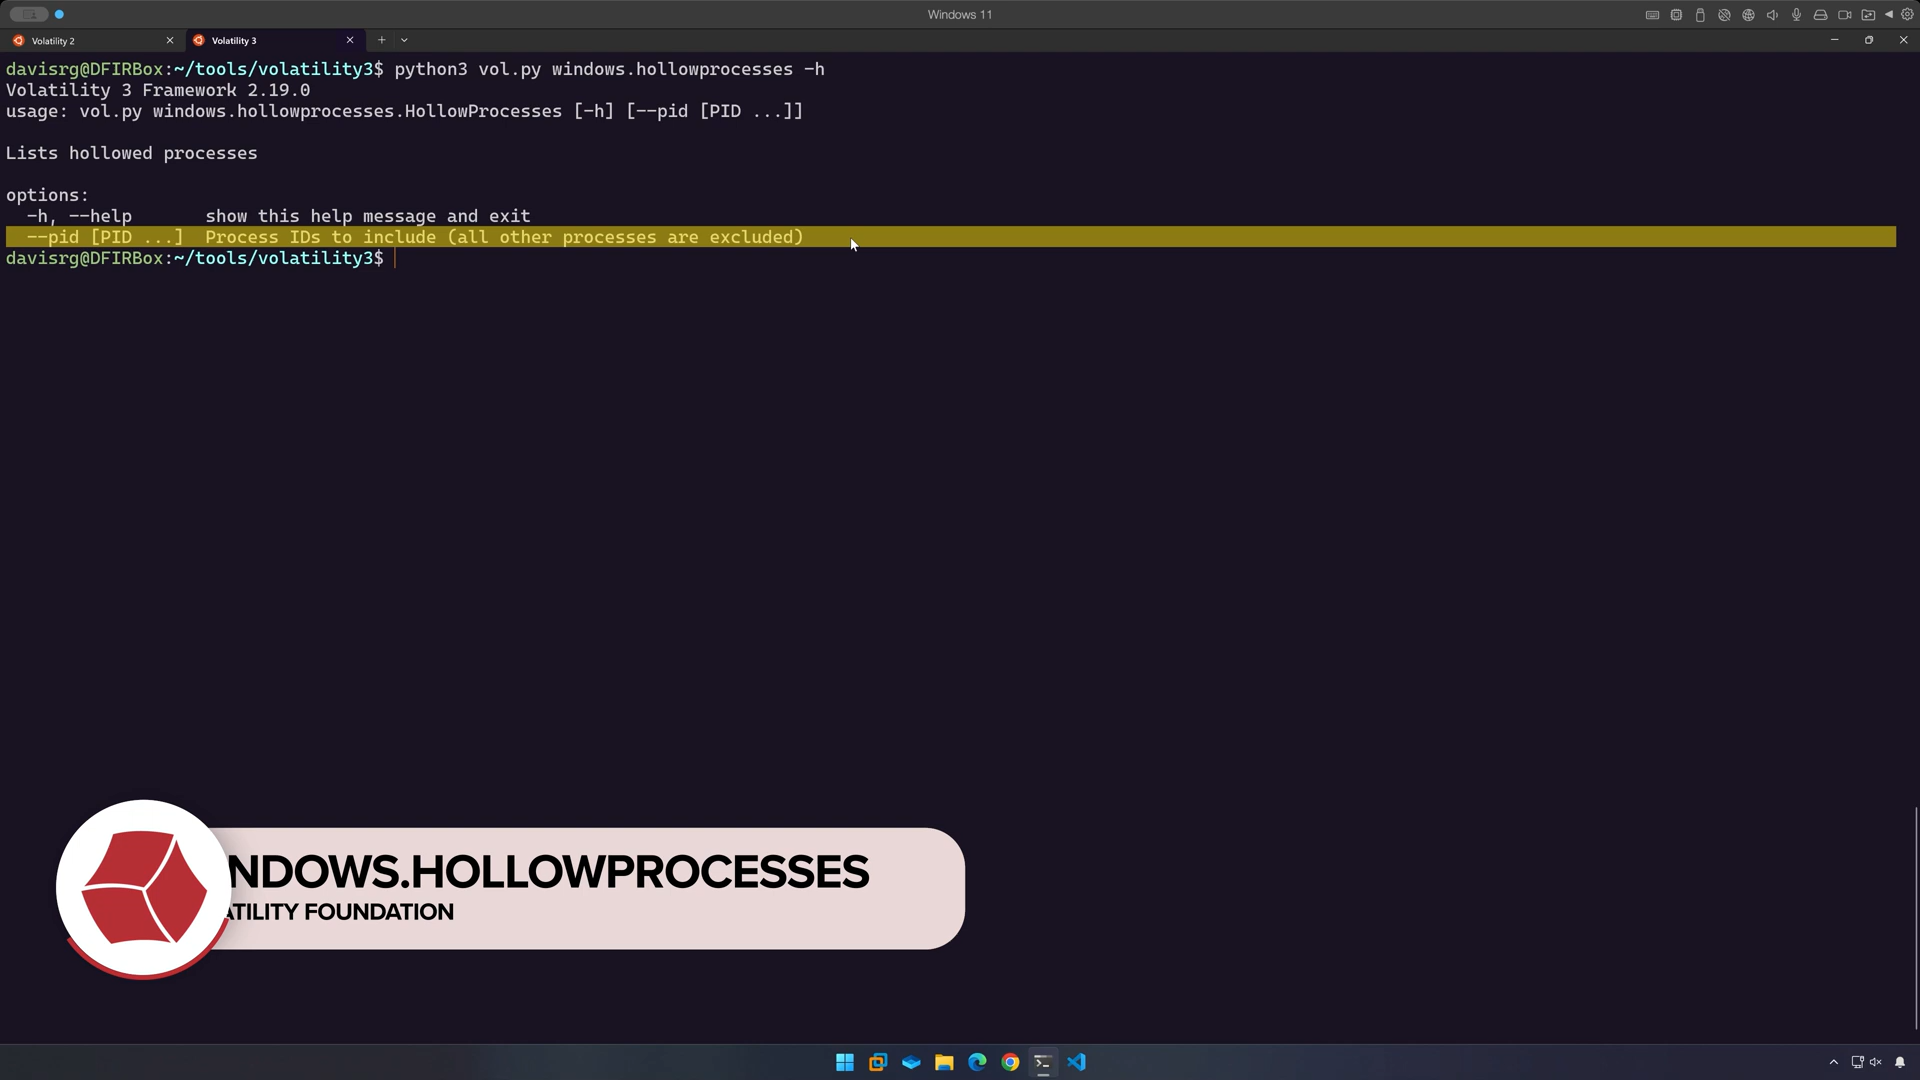 Windows 11
Volatility 2
Volatility 3
davisrg@DFIRBox:~/tools/volatility3$ python3 vol.py windows.hollowprocesses -h
Volatility 3 Framework 2.19.0
usage: vol.py windows.hollowprocesses.HollowProcesses [-h] [--pid [PID ...]]
Lists hollowed processes
options:
-h, --help show this help message and exit
--pid [PID ...] Process IDs to include (all other processes are excluded)
davisrg@DFIRBox:~/tools/volatility3$
NDOWS.HOLLOWPROCESSES
ATILITY FOUNDATION